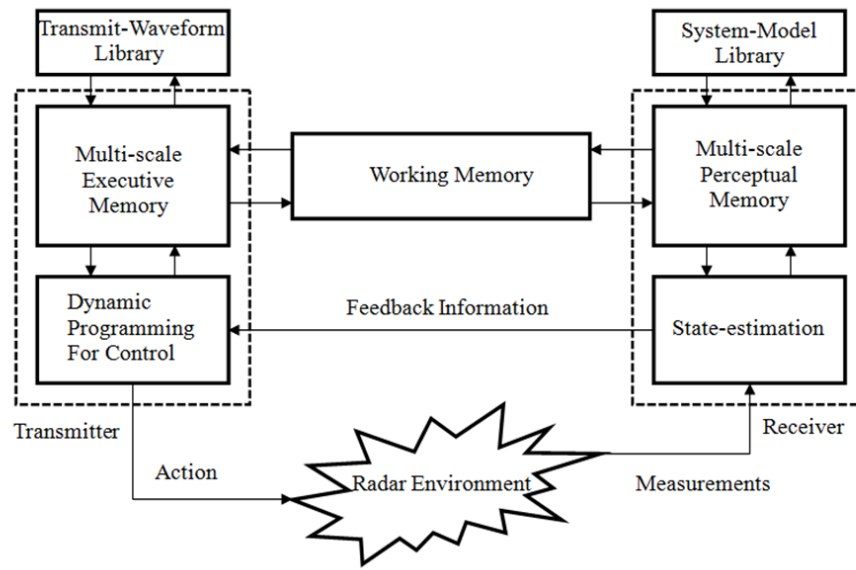 Transmit-Waveform
Library
System-Model
Library
Multi-scale
Executive
Memory
Working Memory
Multi-scale
Perceptual
Memory
Dynamic
Programming
For Control
Feedback Information
State-estimation
Transmitter
Receiver
Action
Radar Environment
Measurements